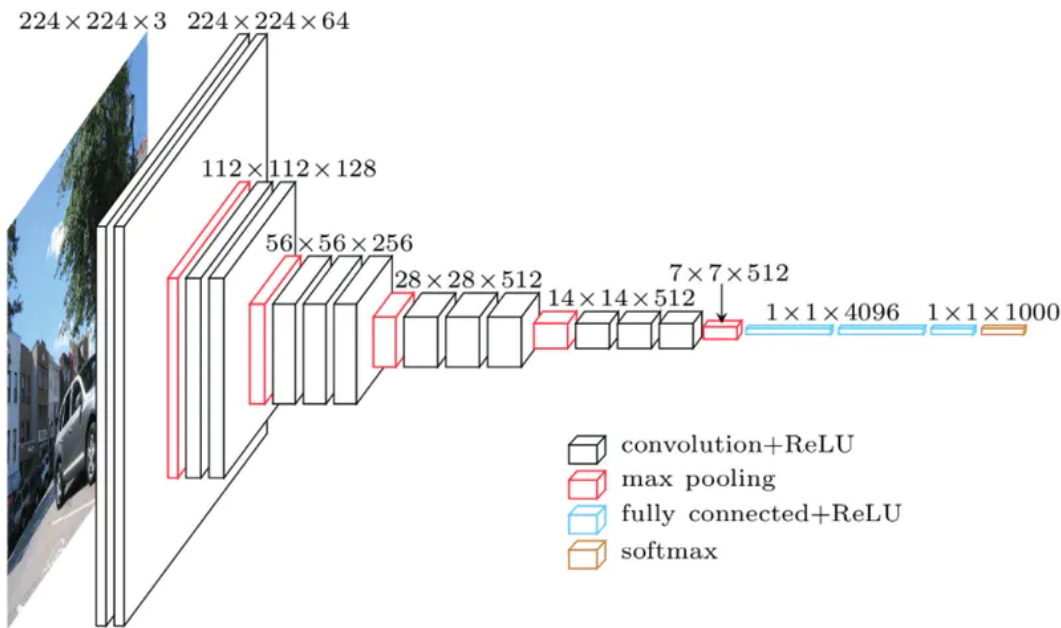 224×224×3
224×224×64
112×112×128
56×56×256
28×28×512
14×14×512
7×7×512
1×1×4096
1×1×1000
convolution+ReLU
max pooling
fully connected+ReLU
softmax